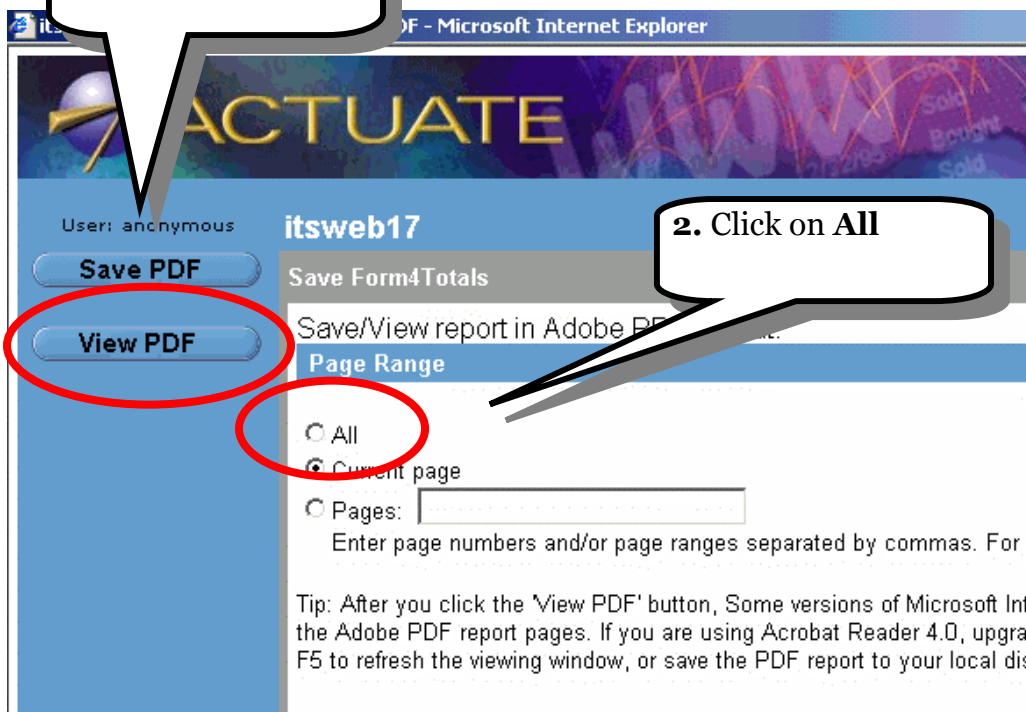 its DF - Microsoft Internet Explorer
ACTUATE
Sold
Bought
Sold
User: anonymous
itsweb17
2. Click on All
Save PDF
Save Form4Totals
View PDF
Save/View report in Adobe
Page Range
All
Current page
Pages:
Enter page numbers and/or page ranges separated by commas. For
Tip: After you click the 'View PDF' button, Some versions of Microsoft Int
the Adobe PDF report pages. If you are using Acrobat Reader 4.0, upgra
F5 to refresh the viewing window, or save the PDF report to your local dis